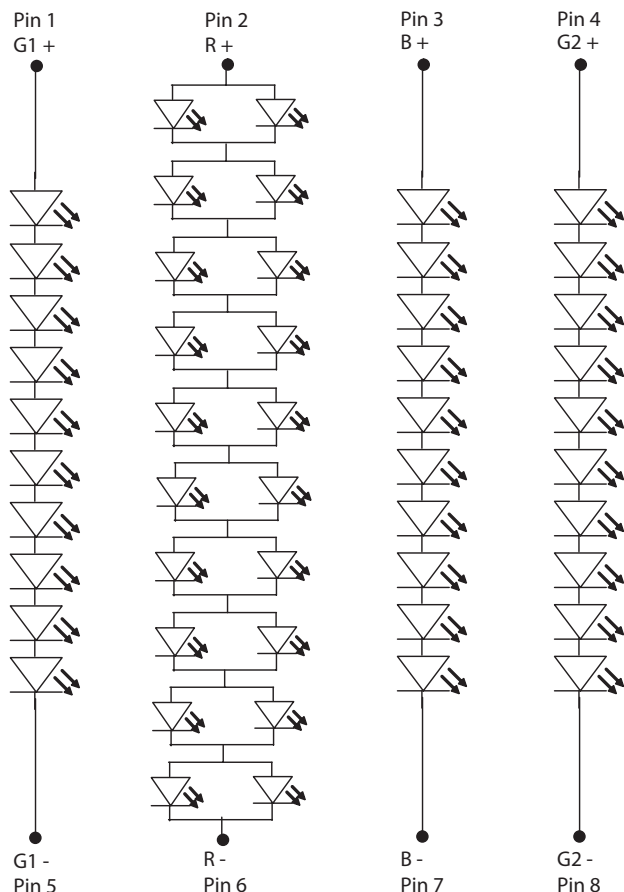 Pin 1
G1 +
Pin 2
R +
Pin 3
B +
Pin 4
G2 +
G1 -
Pin 5
R -
Pin 6
B -
Pin 7
G2 -
Pin 8